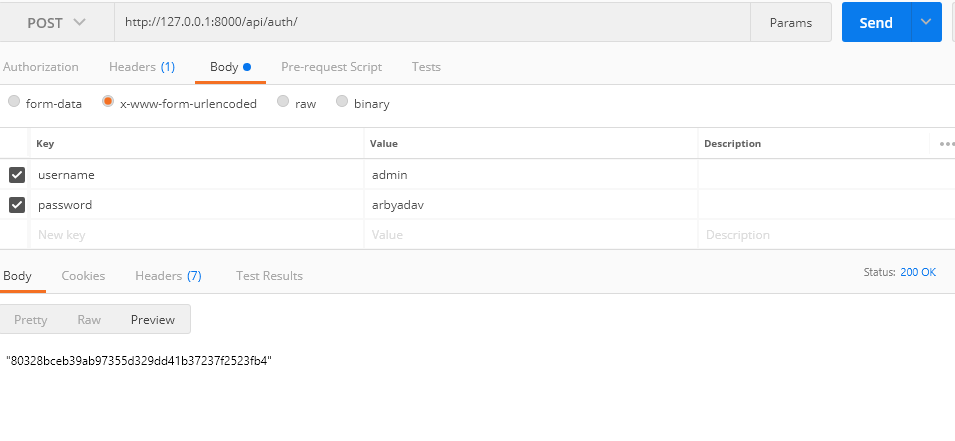 POST http://127.0.0.1:8000/api/auth/ Params Send
Authorization Headers (1) Body Pre-request Script Tests
form-data x-www-form-urlencoded raw binary
Key Value Description
username admin
password arbyadav
New key Value Description
Body Cookies Headers (7) Test Results Status: 200 OK
Pretty Raw Preview
"80328bceb39ab97355d329dd41b37237f2523fb4"